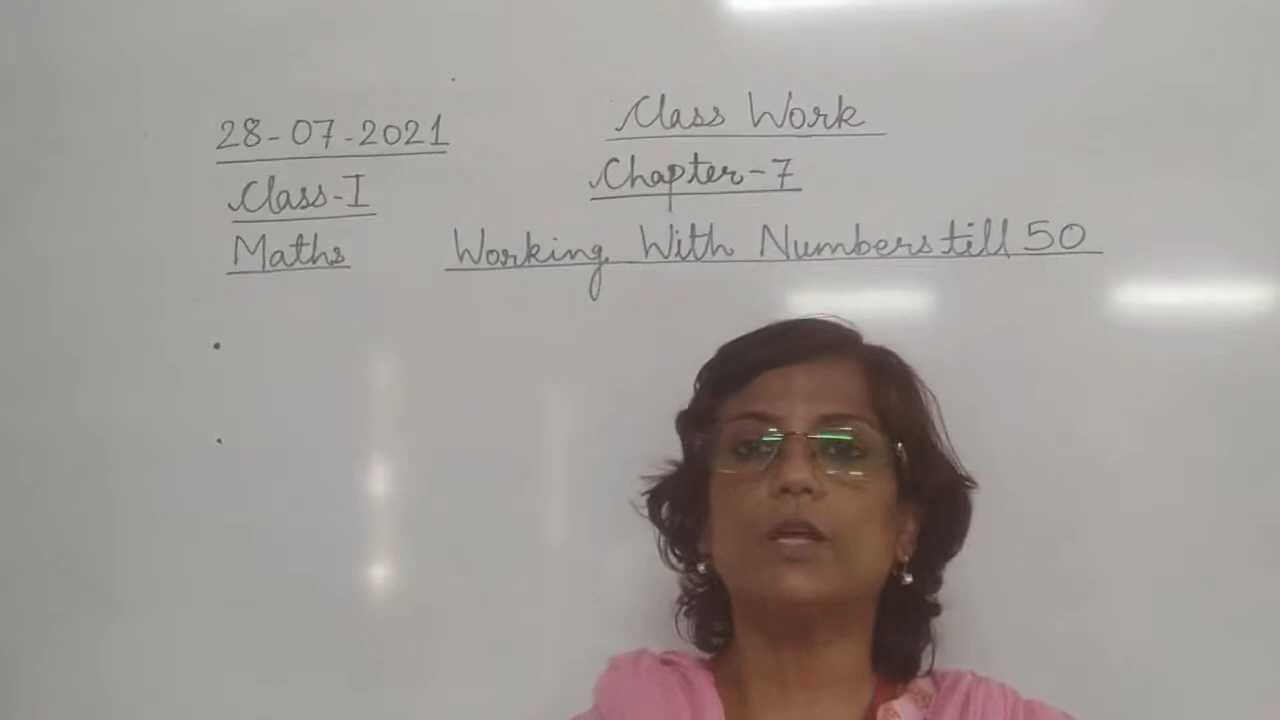 28-07-2021
Class Work
Class-I
Chapter-7
Maths
Working With Numbers till 50